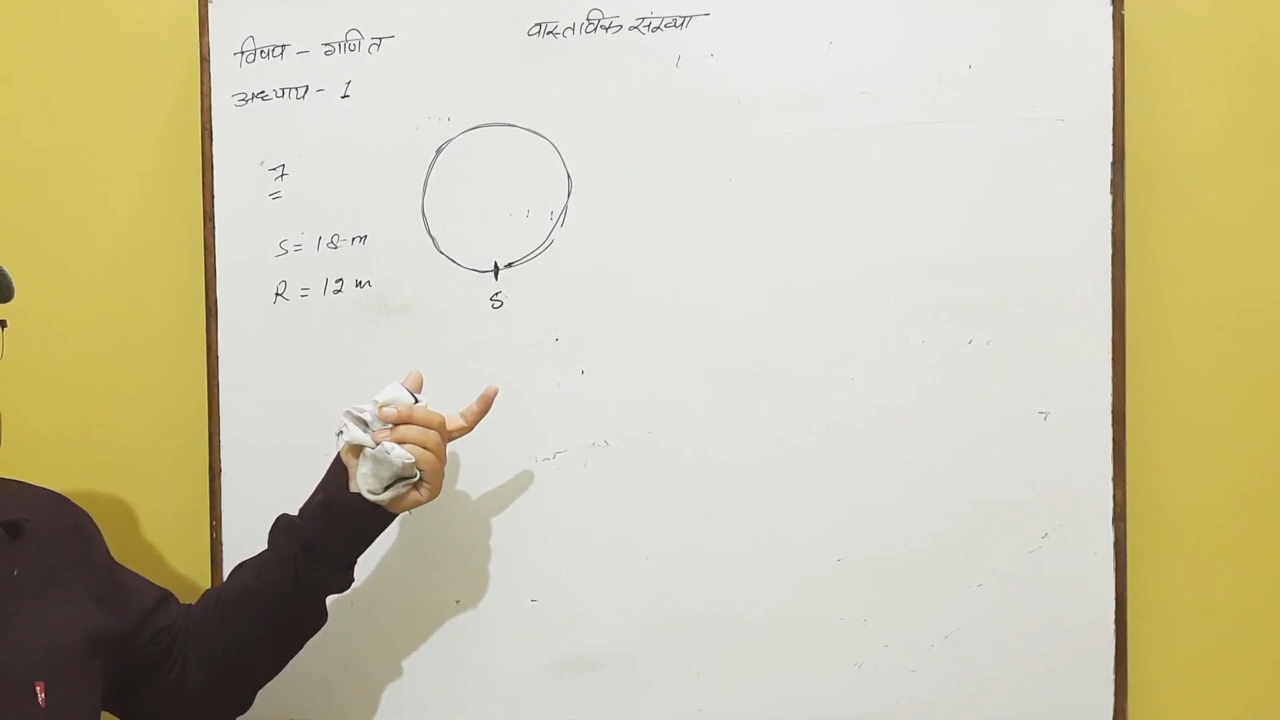 वास्तविक संख्या
विषय - गणित
अध्याय - 1
7
=
S = 18 m
R = 12 m
S